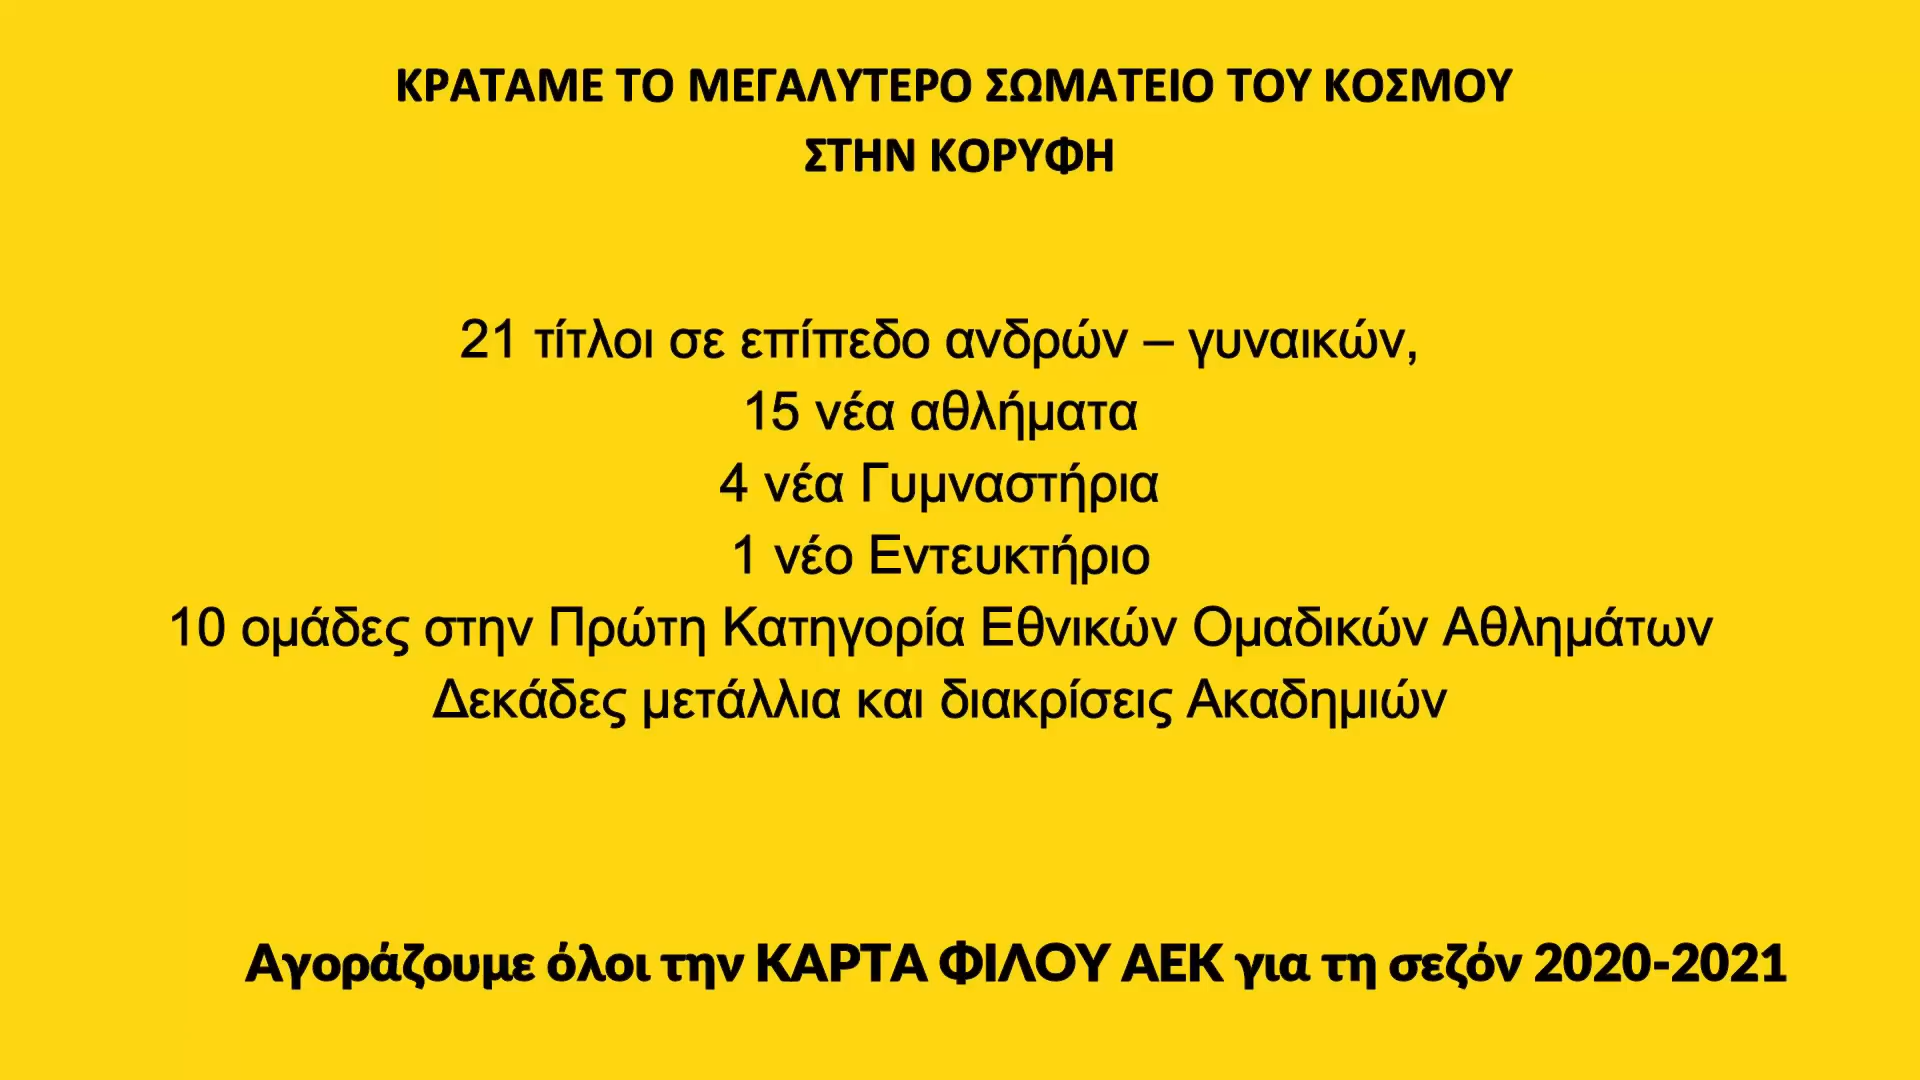 ΚΡΑΤΑΜΕ ΤΟ ΜΕΓΑΛΥΤΕΡΟ ΣΩΜΑΤΕΙΟ ΤΟΥ ΚΟΣΜΟΥ
ΣΤΗΝ ΚΟΡΥΦΗ
21 τίτλοι σε επίπεδο ανδρών – γυναικών,
15 νέα αθλήματα
4 νέα Γυμναστήρια
1 νέο Εντευκτήριο
10 ομάδες στην Πρώτη Κατηγορία Εθνικών Ομαδικών Αθλημάτων
Δεκάδες μετάλλια και διακρίσεις Ακαδημιών
Αγοράζουμε όλοι την ΚΑΡΤΑ ΦΙΛΟΥ ΑΕΚ για τη σεζόν 2020-2021